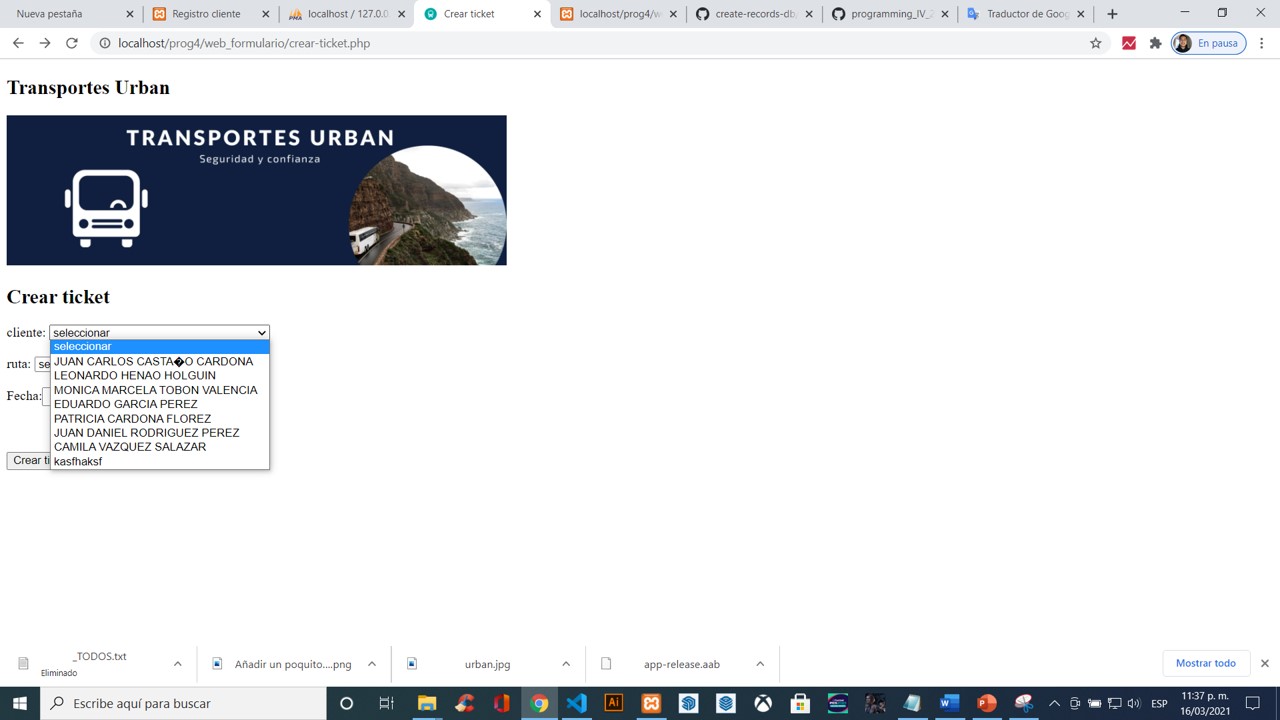 Nueva pestaña
Registro cliente
localhost / 127.0.0.
Crear ticket
localhost/prog4/w
create-records-db
programming_IV_2
Traductor de Goog
localhost/prog4/web_formulario/crear-ticket.php
En pausa
Transportes Urban
TRANSPORTES URBAN
Seguridad y confianza
Crear ticket
cliente: seleccionar
seleccionar
JUAN CARLOS CASTA�O CARDONA
LEONARDO HENAO HOLGUIN
MONICA MARCELA TOBON VALENCIA
EDUARDO GARCIA PEREZ
PATRICIA CARDONA FLOREZ
JUAN DANIEL RODRIGUEZ PEREZ
CAMILA VAZQUEZ SALAZAR
kasfhaksf
ruta: se
Fecha:
Crear ti
_TODOS.txt
Eliminado
Añadir un poquito....png
urban.jpg
app-release.aab
Mostrar todo
Escribe aquí para buscar
ESP
11:37 p. m.
16/03/2021